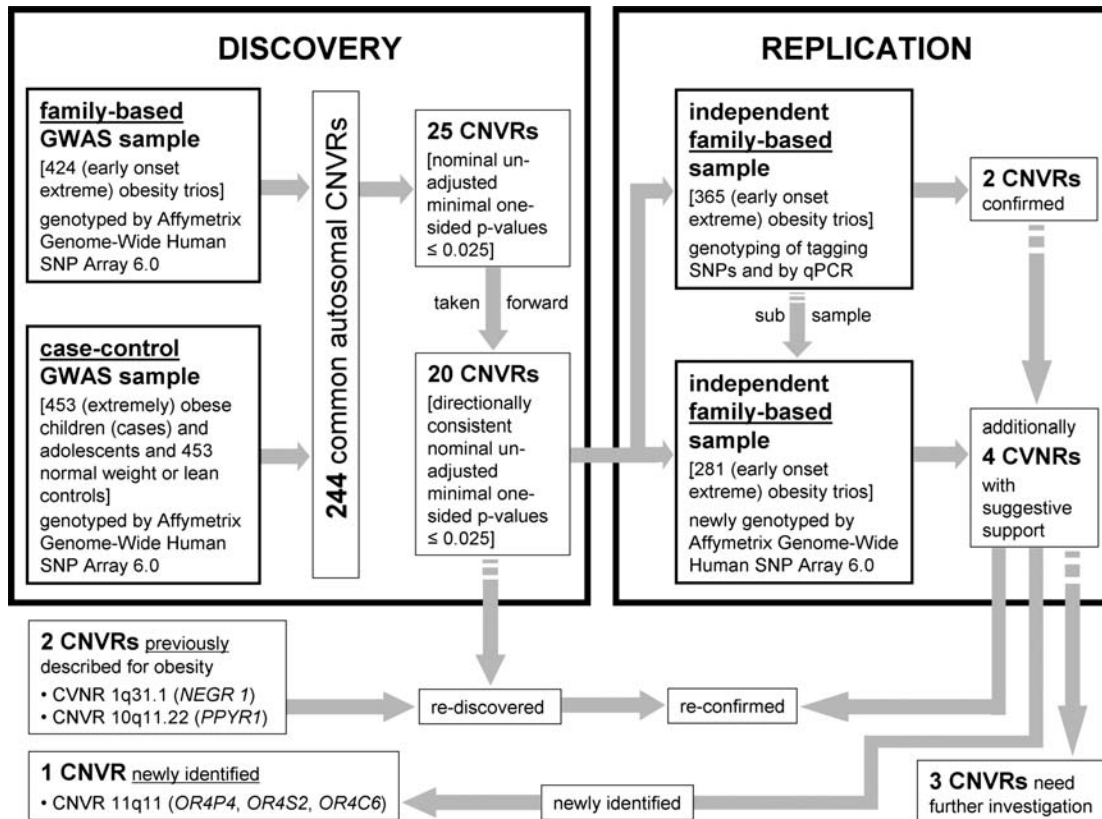 DISCOVERY
family-based
GWAS sample
[424 (early onset
extreme) obesity trios]
genotyped by Affymetrix
Genome-Wide Human
SNP Array 6.0
case-control
GWAS sample
[453 (extremely) obese
children (cases) and
adolescents and 453
normal weight or lean
controls]
genotyped by Affymetrix
Genome-Wide Human
SNP Array 6.0
244 common autosomal CNVRs
25 CNVRs
[nominal un-
adjusted
minimal one-
sided p-values
≤ 0.025]
taken forward
20 CNVRs
[directionally
consistent
nominal un-
adjusted
minimal one-
sided p-values
≤ 0.025]
REPLICATION
independent
family-based
sample
[365 (early onset
extreme) obesity trios]
genotyping of tagging
SNPs and by qPCR
sub sample
independent
family-based
sample
[281 (early onset
extreme) obesity trios]
newly genotyped by
Affymetrix Genome-Wide
Human SNP Array 6.0
2 CNVRs
confirmed
additionally
4 CVNRs
with
suggestive
support
2 CNVRs previously
described for obesity
• CVNR 1q31.1 (NEGR 1)
• CNVR 10q11.22 (PPYR1)
re-discovered
re-confirmed
1 CNVR newly identified
• CNVR 11q11 (OR4P4, OR4S2, OR4C6)
newly identified
3 CNVRs need
further investigation